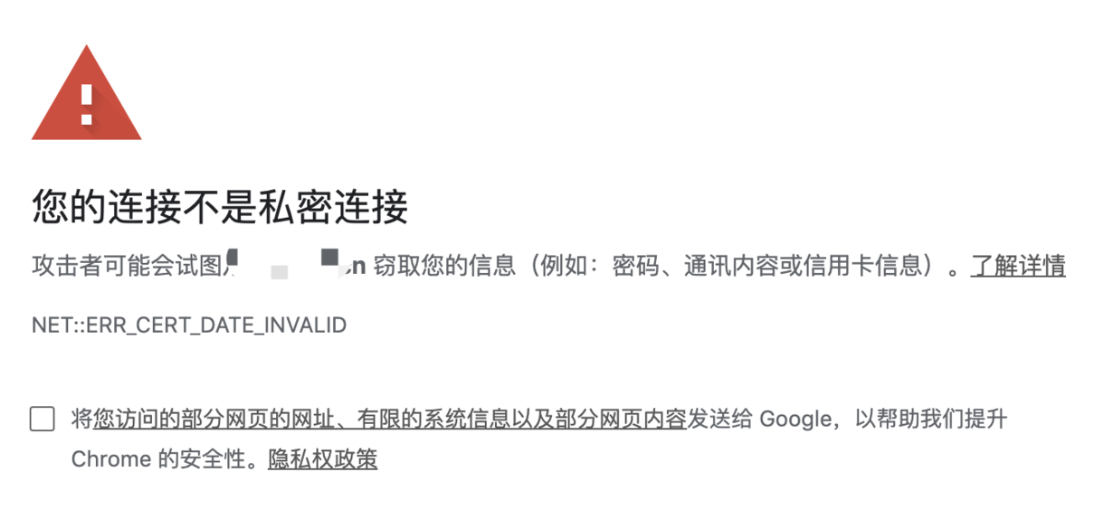 您的连接不是私密连接
攻击者可能会试图 窃取您的信息（例如：密码、通讯内容或信用卡信息）。了解详情
NET::ERR_CERT_DATE_INVALID
将您访问的部分网页的网址、有限的系统信息以及部分网页内容发送给 Google，以帮助我们提升
Chrome 的安全性。隐私权政策